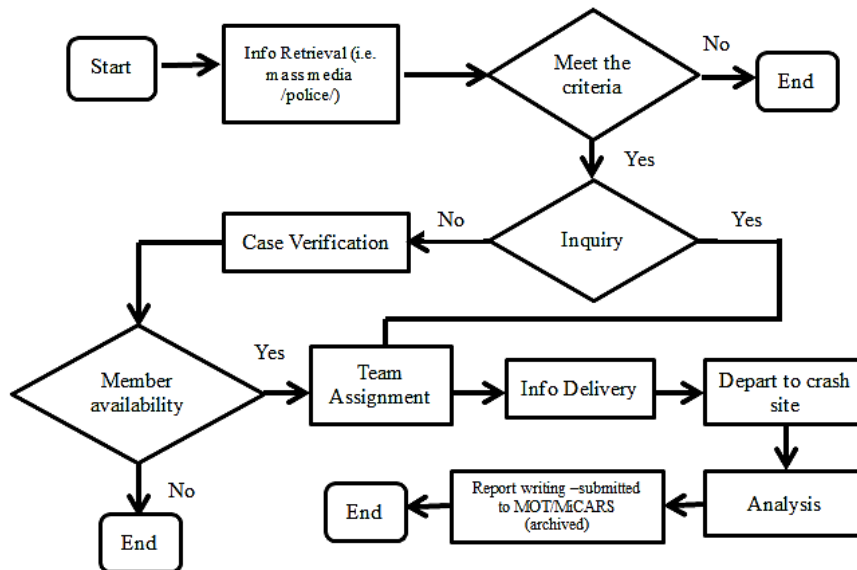 Start
Info Retrieval (i.e.
mass media
/police/)
Meet the
criteria
No
End
Yes
Inquiry
No
Yes
Case Verification
Member
availability
Yes
Team
Assignment
Info Delivery
Depart to crash
site
No
End
Analysis
Report writing –submitted
to MOT/MiCARS
(archived)
End